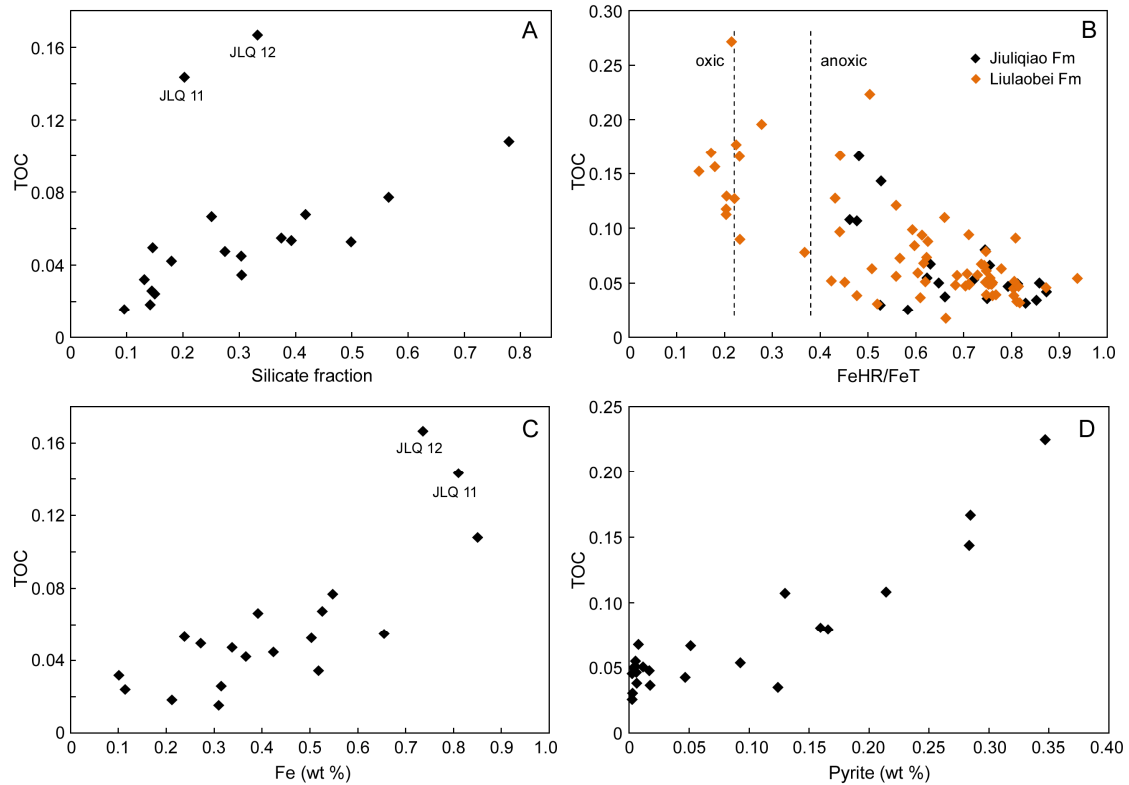 A
0.16
0.12
0.08
0.04
0
TOC
JLQ 12
JLQ 11
0 0.1 0.2 0.3 0.4 0.5 0.6 0.7 0.8
Silicate fraction
B
0.30
0.25
0.20
0.15
0.10
0.05
0
TOC
oxic
anoxic
Jiuliqiao Fm
Liulaobei Fm
0 0.1 0.2 0.3 0.4 0.5 0.6 0.7 0.8 0.9 1.0
FeHR/FeT
C
0.16
0.12
0.08
0.04
0
TOC
JLQ 12
JLQ 11
0 0.1 0.2 0.3 0.4 0.5 0.6 0.7 0.8 0.9 1.0
Fe (wt %)
D
0.25
0.20
0.15
0.10
0.05
0
TOC
0 0.05 0.10 0.15 0.20 0.25 0.30 0.35 0.40
Pyrite (wt %)